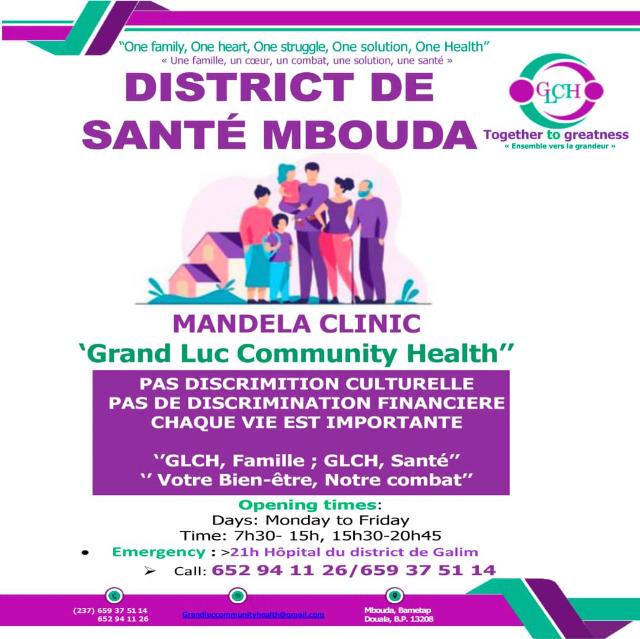 "One family, One heart, One struggle, One solution, One Health"
« Une famille, un cœur, un combat, une solution, une santé »
DISTRICT DE
SANTÉ MBOUDA
GLCH
Together to greatness
« Ensemble vers la grandeur »
MANDELA CLINIC
‘Grand Luc Community Health’’
PAS DISCRIMITION CULTURELLE
PAS DE DISCRIMINATION FINANCIERE
CHAQUE VIE EST IMPORTANTE
‘‘GLCH, Famille ; GLCH, Santé’’
‘‘ Votre Bien-être, Notre combat’’
Opening times:
Days: Monday to Friday
Time: 7h30- 15h, 15h30-20h45
• Emergency : >21h Hôpital du district de Galim
➢ Call: 652 94 11 26/659 37 51 14
(237) 659 37 51 14
652 94 11 26
Grandluccommunityhealth@gmail.com
Mbouda, Bametap
Douala, B.P. 13208